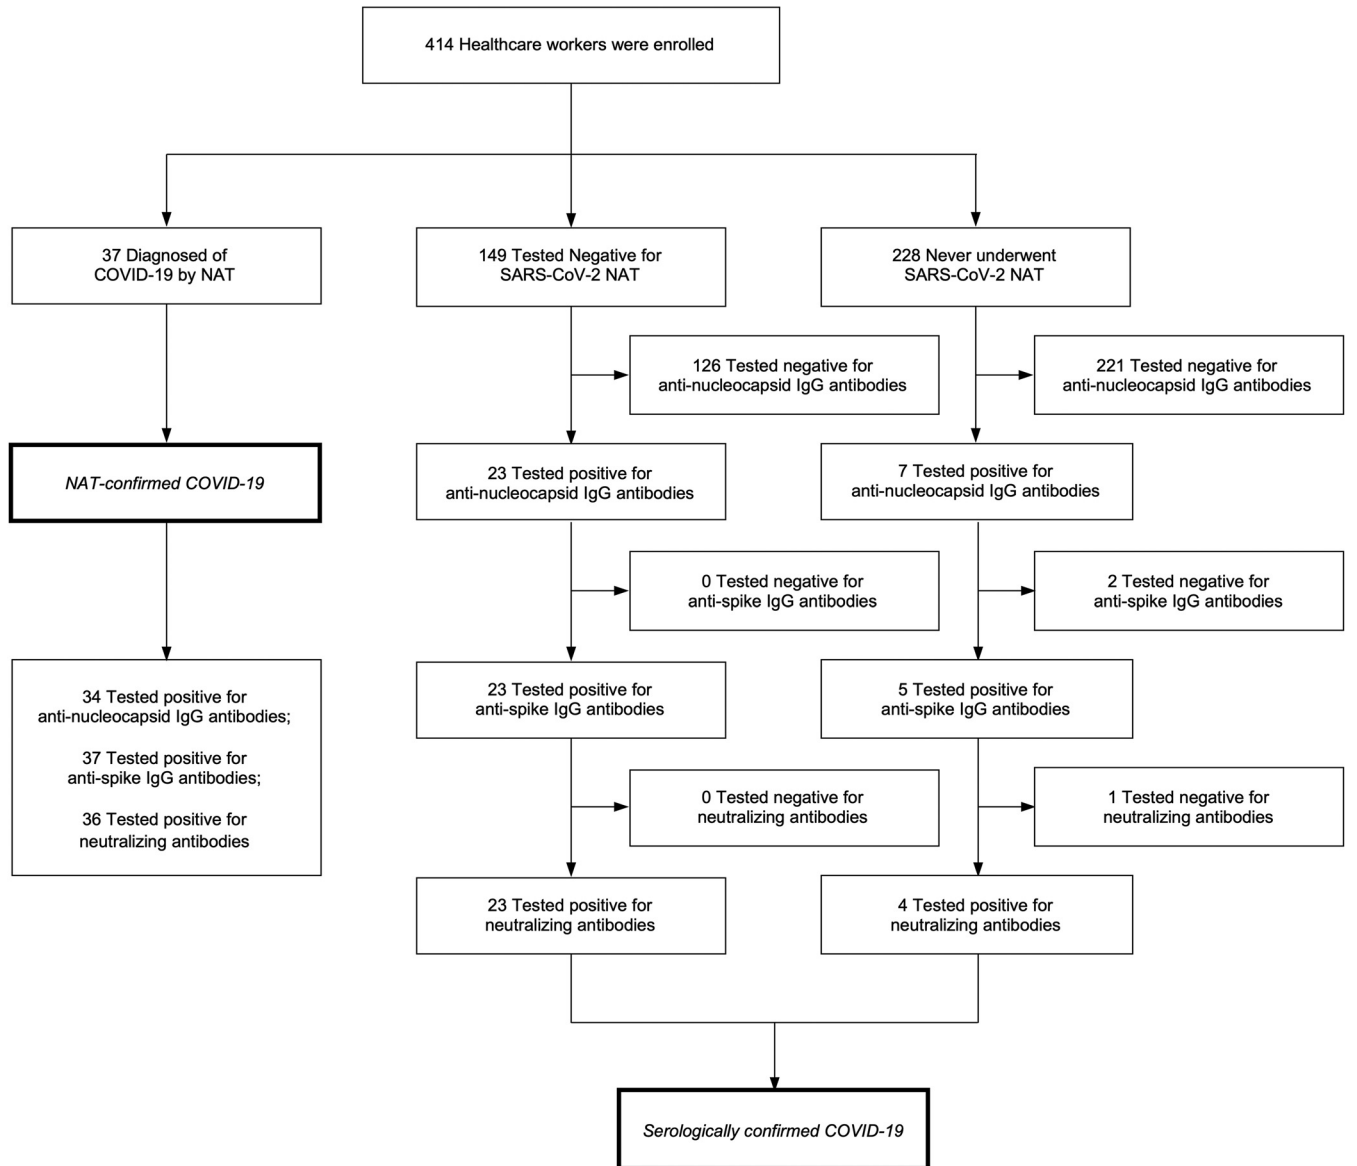 414 Healthcare workers were enrolled
37 Diagnosed of
COVID-19 by NAT
149 Tested Negative for
SARS-CoV-2 NAT
228 Never underwent
SARS-CoV-2 NAT
126 Tested negative for
anti-nucleocapsid IgG antibodies
221 Tested negative for
anti-nucleocapsid IgG antibodies
NAT-confirmed COVID-19
23 Tested positive for
anti-nucleocapsid IgG antibodies
7 Tested positive for
anti-nucleocapsid IgG antibodies
0 Tested negative for
anti-spike IgG antibodies
2 Tested negative for
anti-spike IgG antibodies
34 Tested positive for
anti-nucleocapsid IgG antibodies;
37 Tested positive for
anti-spike IgG antibodies;
36 Tested positive for
neutralizing antibodies
23 Tested positive for
anti-spike IgG antibodies
5 Tested positive for
anti-spike IgG antibodies
0 Tested negative for
neutralizing antibodies
1 Tested negative for
neutralizing antibodies
23 Tested positive for
neutralizing antibodies
4 Tested positive for
neutralizing antibodies
Serologically confirmed COVID-19